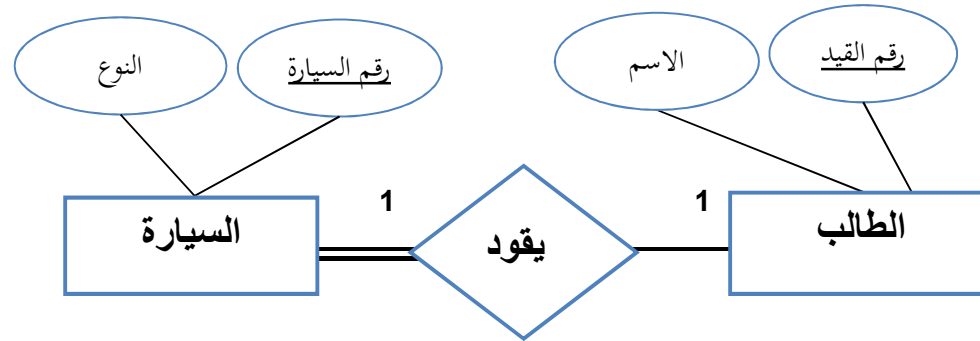 رقم القيد
الاسم
رقم السيارة
النوع
الطالب
1
يقود
1
السيارة